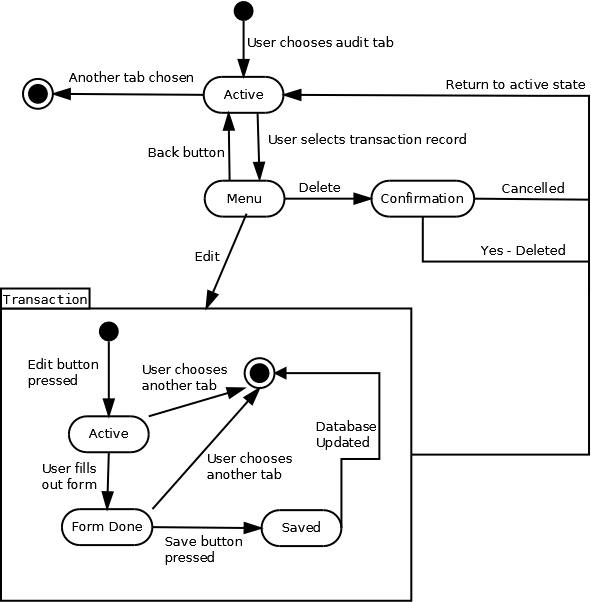 User chooses audit tab
Another tab chosen
Return to active state
Active
User selects transaction record
Back button
Delete
Menu
Confirmation
Cancelled
Edit
Yes - Deleted
Transaction
Edit button
pressed
User chooses
another tab
Active
Database
Updated
User fills
out form
User chooses
another tab
Form Done
Saved
Save button
pressed